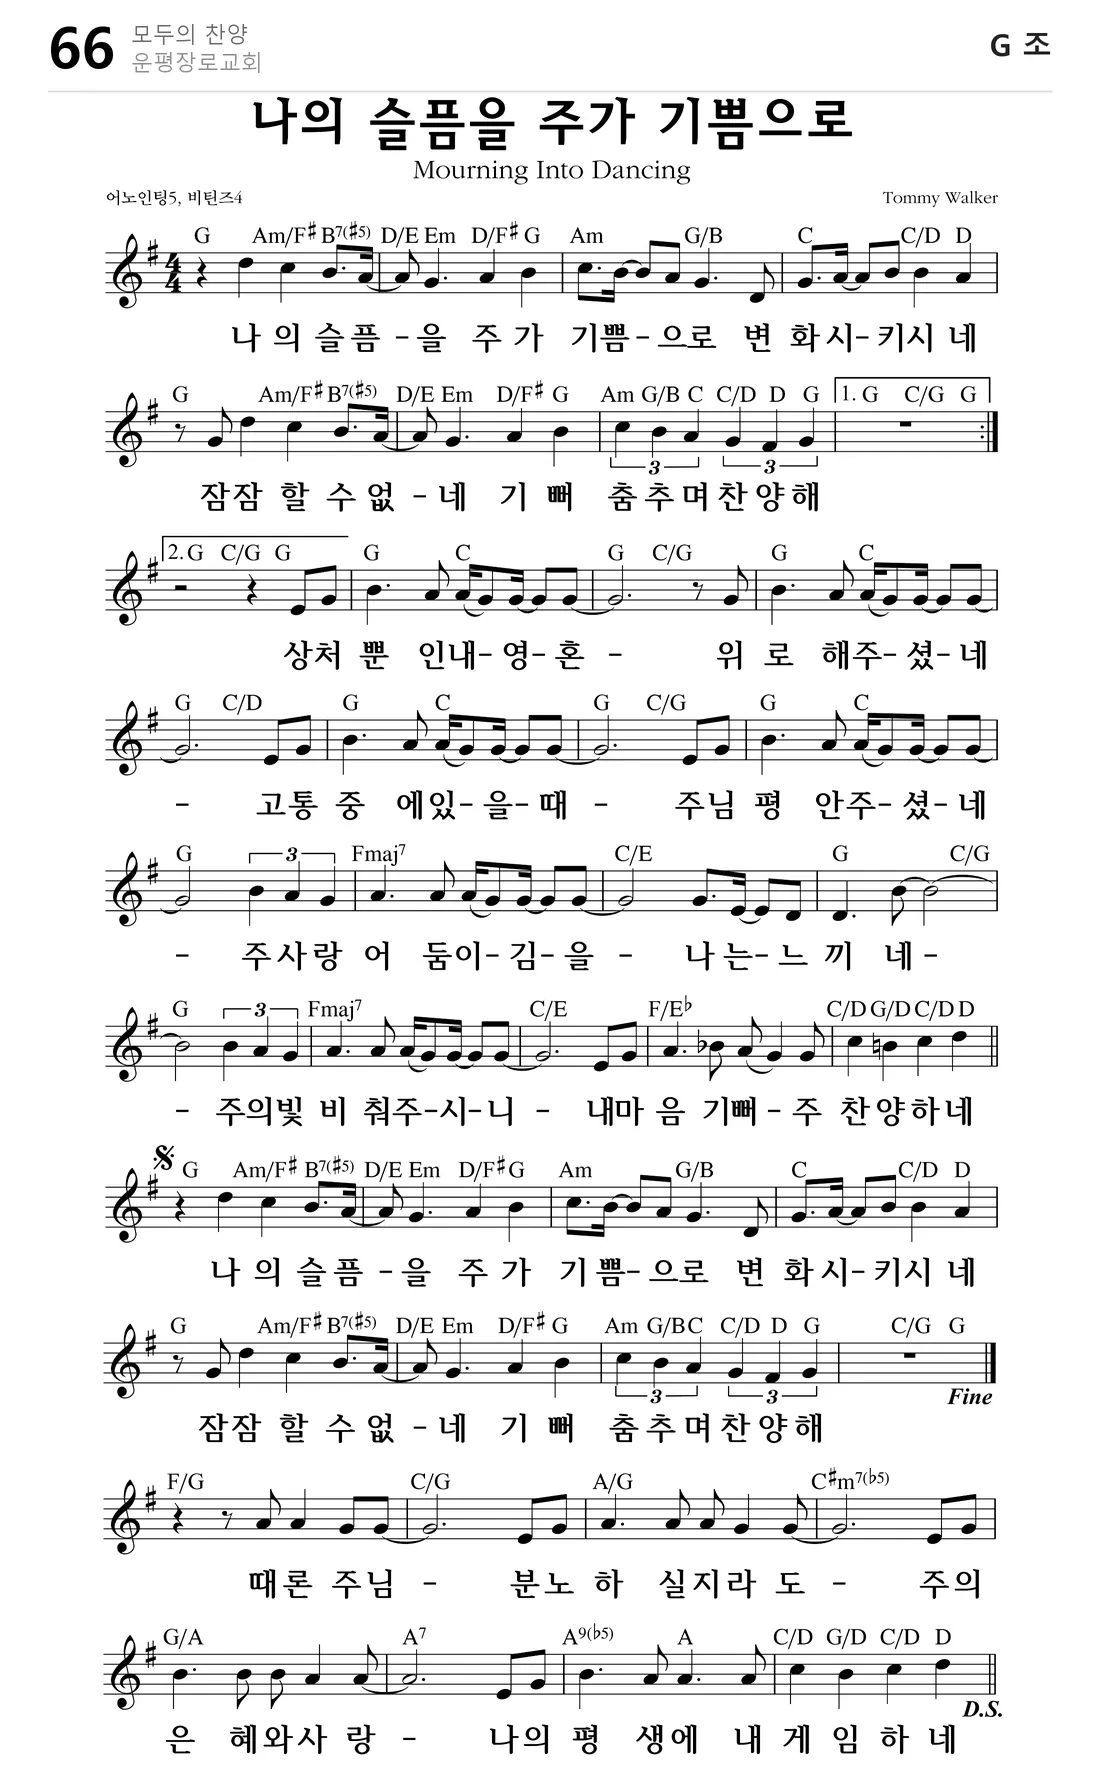 66 모두의 찬양
운평장로교회
G 조
나의 슬픔을 주가 기쁨으로
Mourning Into Dancing
어노인팅5, 비틴즈4 Tommy Walker
G Am/F♯ B7(♯5) D/E Em D/F♯ G Am G/B C C/D D
4
4
나 의 슬 픔 - 을 주 가 기쁨 - 으로 변 화 시 - 키시 네
G Am/F♯ B7(♯5) D/E Em D/F♯ G Am G/B C C/D D G 1. G C/G G
3 3
잠잠 할 수 없 - 네 기 뻐 춤 추 며 찬 양 해
2. G C/G G G C G C/G G C
상처 뿐 인내 - 영 - 혼 - 위 로 해주 - 셨 - 네
G C/D G C G C/G G C
- 고통 중 에있 - 을 - 때 - 주님 평 안주 - 셨 - 네
G 3 Fmaj7 C/E G C/G
- 주 사 랑 어 둠이 - 김 - 을 - 나 는 - 느 끼 네 -
G 3 Fmaj7 C/E F/E♭ C/D G/D C/D D
- 주의빛 비 춰주 - 시 - 니 - 내마 음 기뻐 - 주 찬 양 하 네
G Am/F♯ B7(♯5) D/E Em D/F♯ G Am G/B C C/D D
나 의 슬 픔 - 을 주 가 기 쁨 - 으로 변 화 시 - 키시 네
G Am/F♯ B7(♯5) D/E Em D/F♯ G Am G/B C C/D D G C/G G
3 3 Fine
잠잠 할 수 없 - 네 기 뻐 춤 추 며 찬 양 해
F/G C/G A/G C♯m7(♭5)
때 론 주 님 - 분 노 하 실 지 라 도 - 주 의
G/A A7 A9(♭5) A C/D G/D C/D D
D.S.
은 혜 와 사 랑 - 나 의 평 생 에 내 게 임 하 네